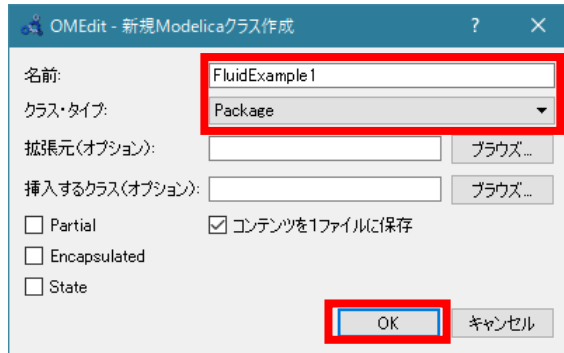 OMEdit - 新規Modelicaクラス作成 ? ×
名前: FluidExample1
クラス・タイプ: Package
拡張元(オプション): ブラウズ...
挿入するクラス(オプション): ブラウズ...
Partial コンテンツを1ファイルに保存
Encapsulated
State
OK キャンセル